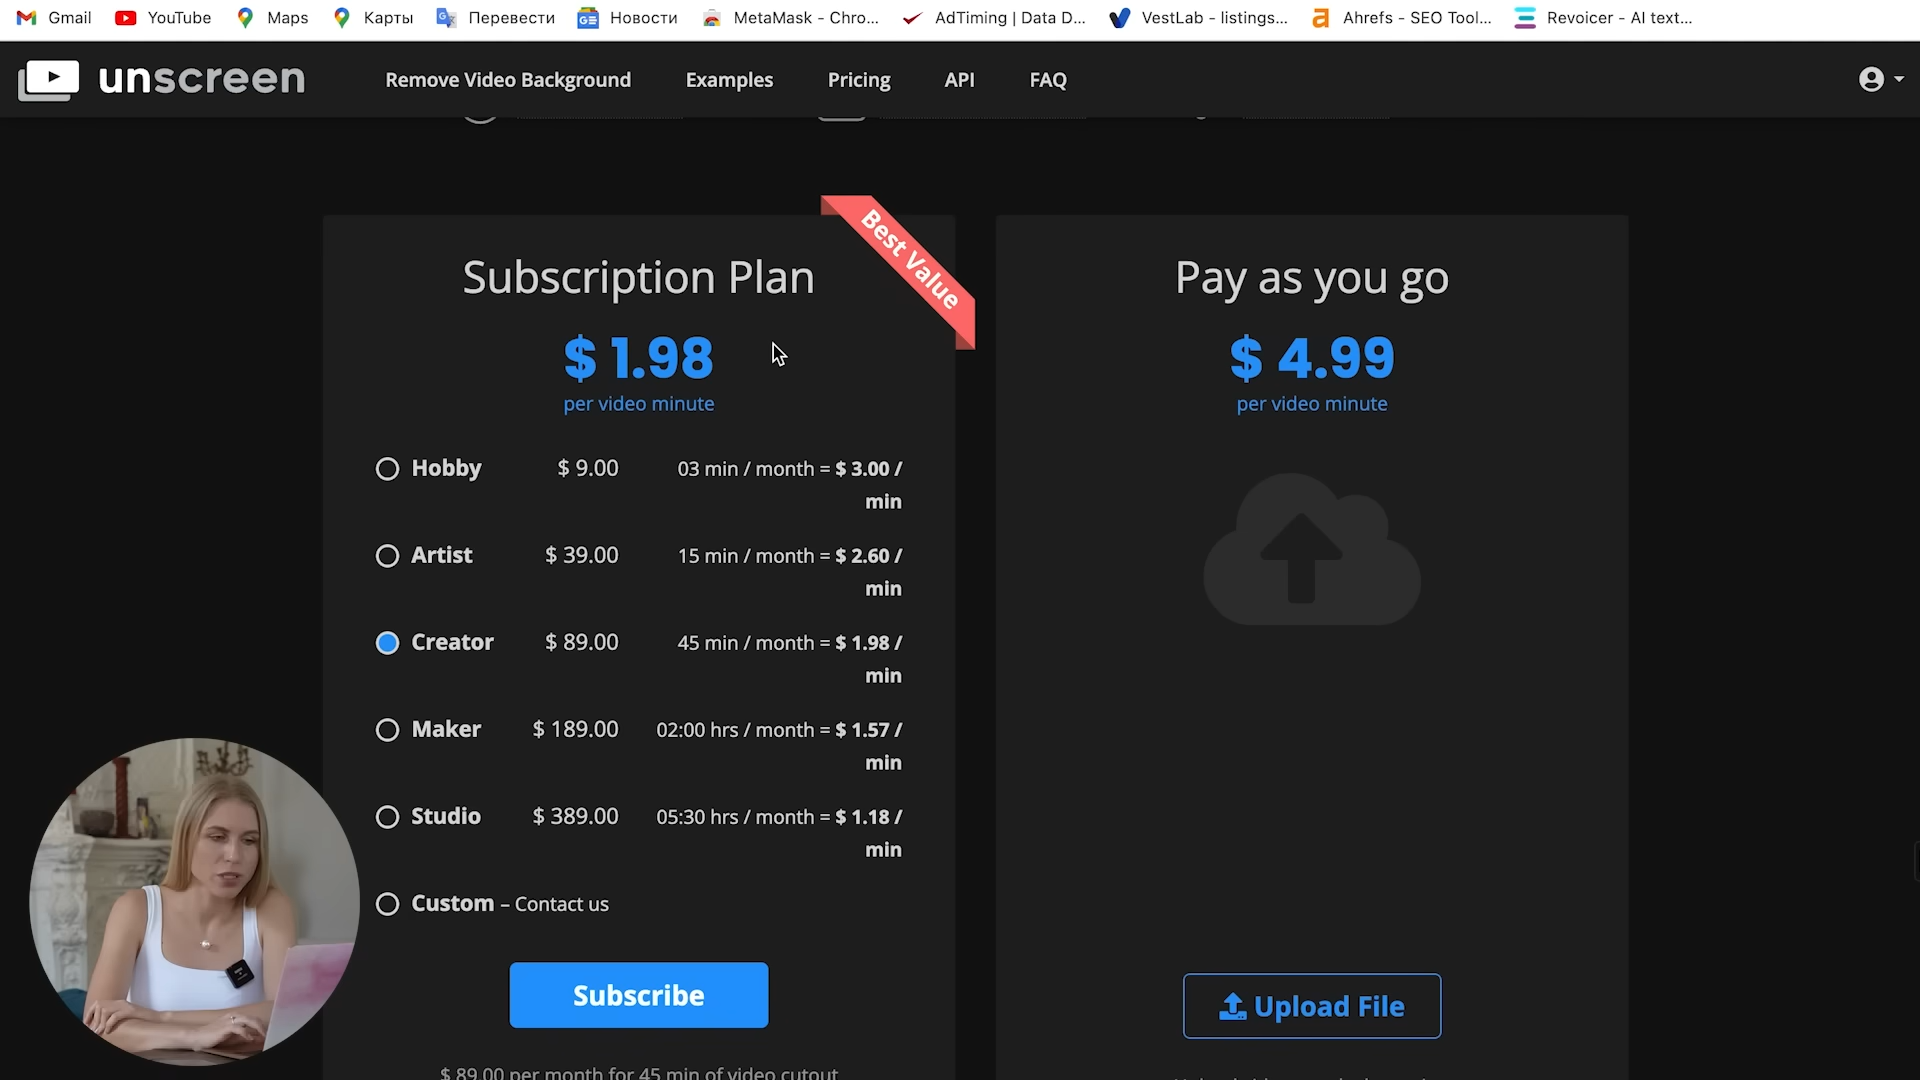 Gmail YouTube Maps Карты Перевести Новости MetaMask - Chro... AdTiming | Data D... VestLab - listings... Ahrefs - SEO Tool... Revoicer - AI text...
unscreen Remove Video Background Examples Pricing API FAQ
Best Value
Subscription Plan
$ 1.98
per video minute
Hobby $ 9.00 03 min / month = $ 3.00 /
min
Artist $ 39.00 15 min / month = $ 2.60 /
min
Creator $ 89.00 45 min / month = $ 1.98 /
min
Maker $ 189.00 02:00 hrs / month = $ 1.57 /
min
Studio $ 389.00 05:30 hrs / month = $ 1.18 /
min
Custom – Contact us
Subscribe
$ 89.00 per month for 45 min of video cutout
Pay as you go
$ 4.99
per video minute
Upload File